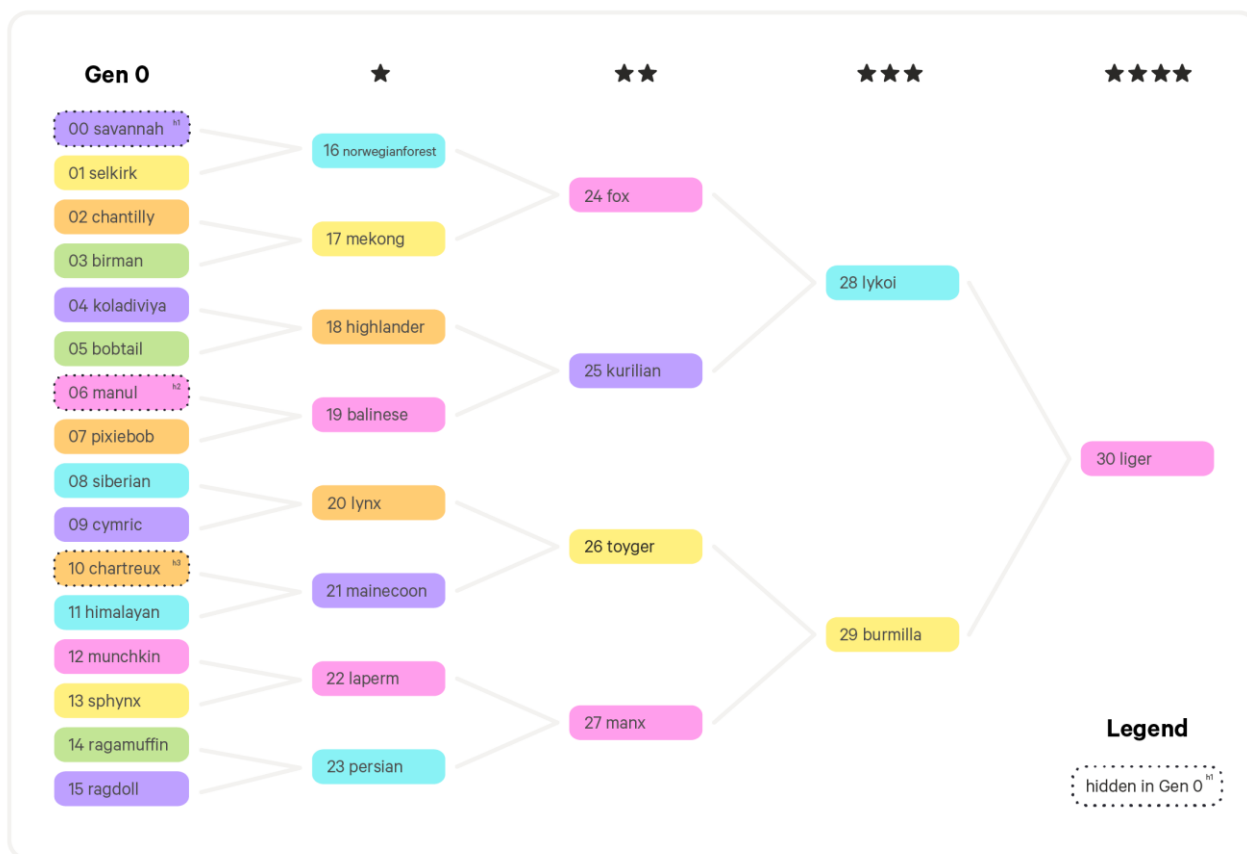 Gen 0
★
★★
★★★
★★★★
00 savannah h1
01 selkirk
02 chantilly
03 birman
04 koladiviya
05 bobtail
06 manul h2
07 pixiebob
08 siberian
09 cymric
10 chartreux h3
11 himalayan
12 munchkin
13 sphynx
14 ragamuffin
15 ragdoll
16 norwegianforest
17 mekong
18 highlander
19 balinese
20 lynx
21 mainecoon
22 laperm
23 persian
24 fox
25 kurilian
26 toyger
27 manx
28 lykoi
29 burmilla
30 liger
Legend
hidden in Gen 0 h1